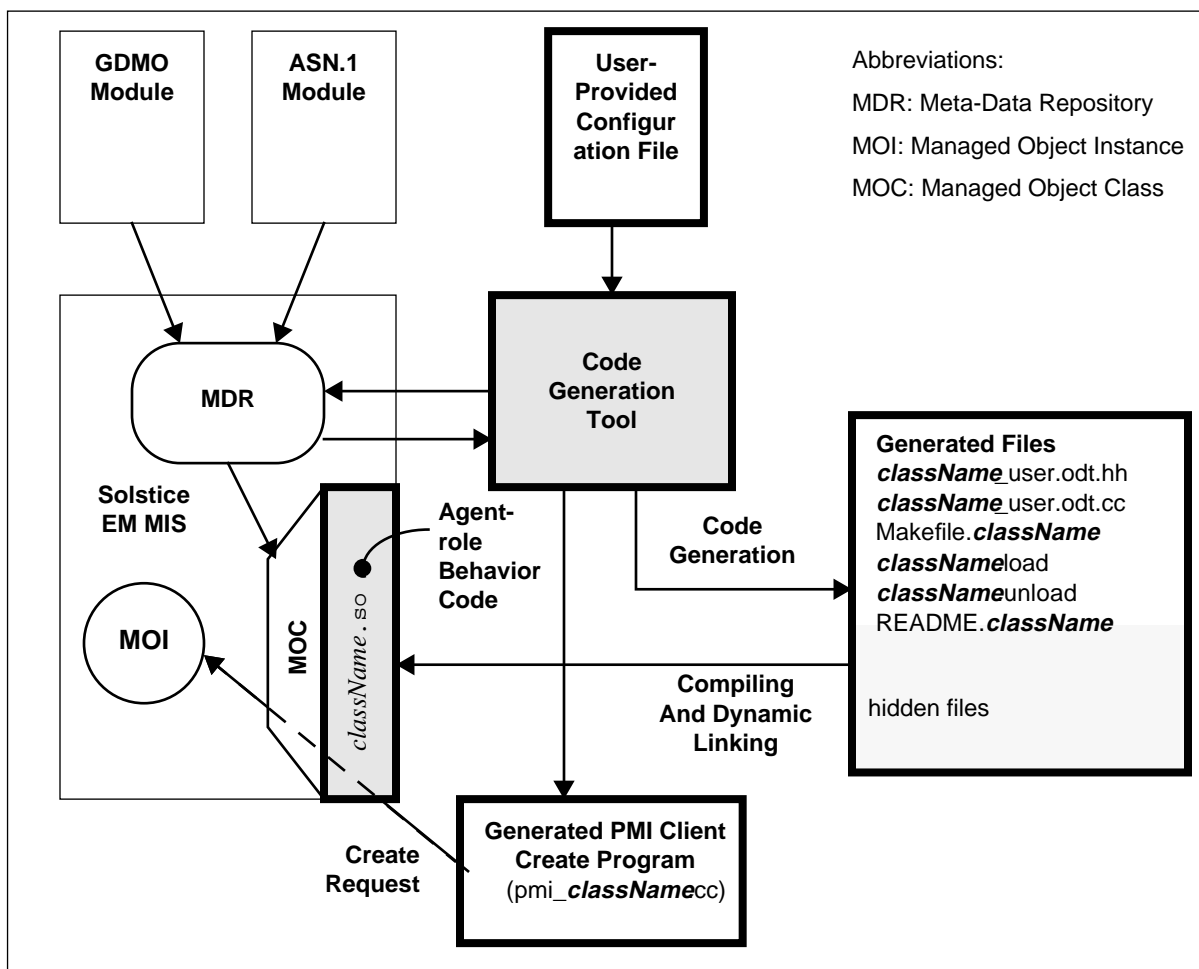 GDMO
Module
ASN.1
Module
User-
Provided
Configur
ation File
Abbreviations:
MDR: Meta-Data Repository
MOI: Managed Object Instance
MOC: Managed Object Class
MDR
Code
Generation
Tool
Solstice
EM MIS
Agent-
role
Behavior
Code
MOC
className.so
MOI
Code
Generation
Generated Files
className_user.odt.hh
className_user.odt.cc
Makefile.className
classNameload
classNameunload
README.className
hidden files
Compiling
And Dynamic
Linking
Create
Request
Generated PMI Client
Create Program
(pmi_classNamecc)